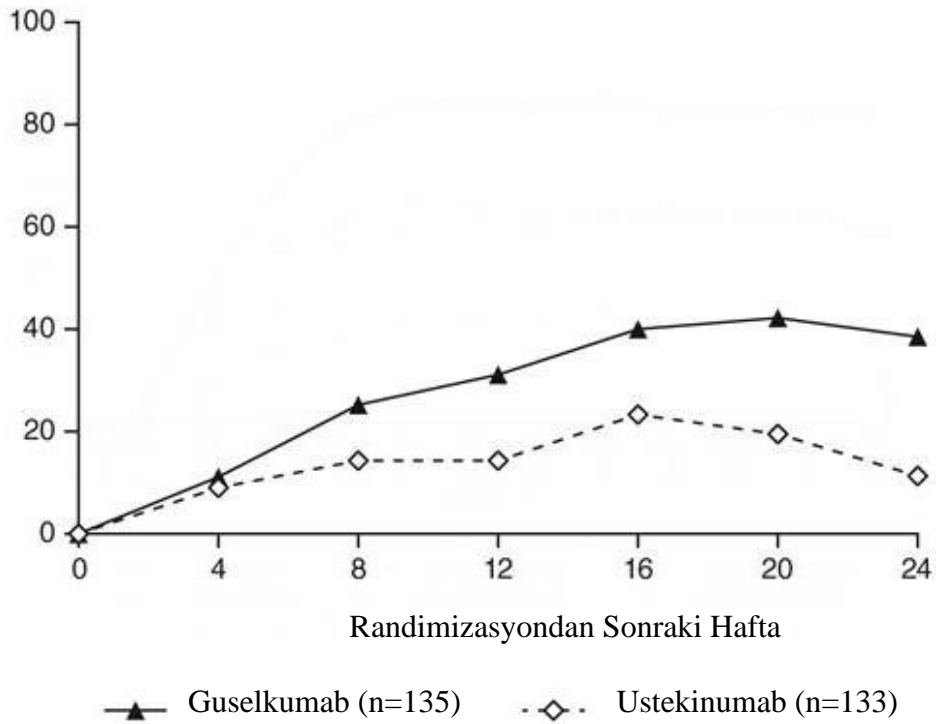 100
80
60
40
20
0
0 4 8 12 16 20 24
Randimizasyondan Sonraki Hafta
Guselkumab (n=135) Ustekinumab (n=133)